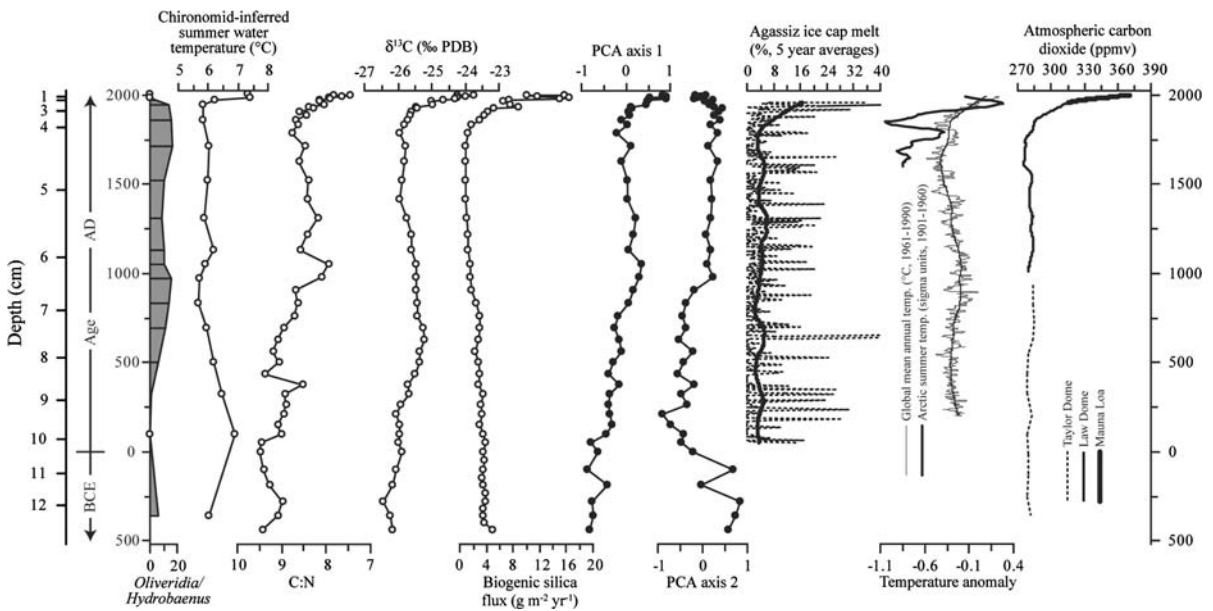 Chironomid-inferred
summer water
temperature (°C)
δ¹³C (‰ PDB)
PCA axis 1
Agassiz ice cap melt
(%, 5 year averages)
Atmospheric carbon
dioxide (ppmv)
5 6 7 8
-27 -26 -25 -24 -23
-1 0 1
0 4 8 16 28 40
270 300 330 360 390
Depth (cm)
1
3
4
5
6
7
8
9
10
11
12
AD
Age
BCE
2000
1500
1000
500
0
500
Global mean annual temp. (°C, 1961-1990)
Arctic summer temp. (sigma units, 1901-1960)
Taylor Dome
Law Dome
Mauna Loa
2000
1500
1000
500
0
500
0 20
10 9 8 7
0 4 8 12 16 20
-1 0 1
-1.1 -0.6 -0.1 0.4
Oliveridia/
Hydrobaenus
C:N
Biogenic silica
flux (g m⁻² yr⁻¹)
PCA axis 2
Temperature anomaly